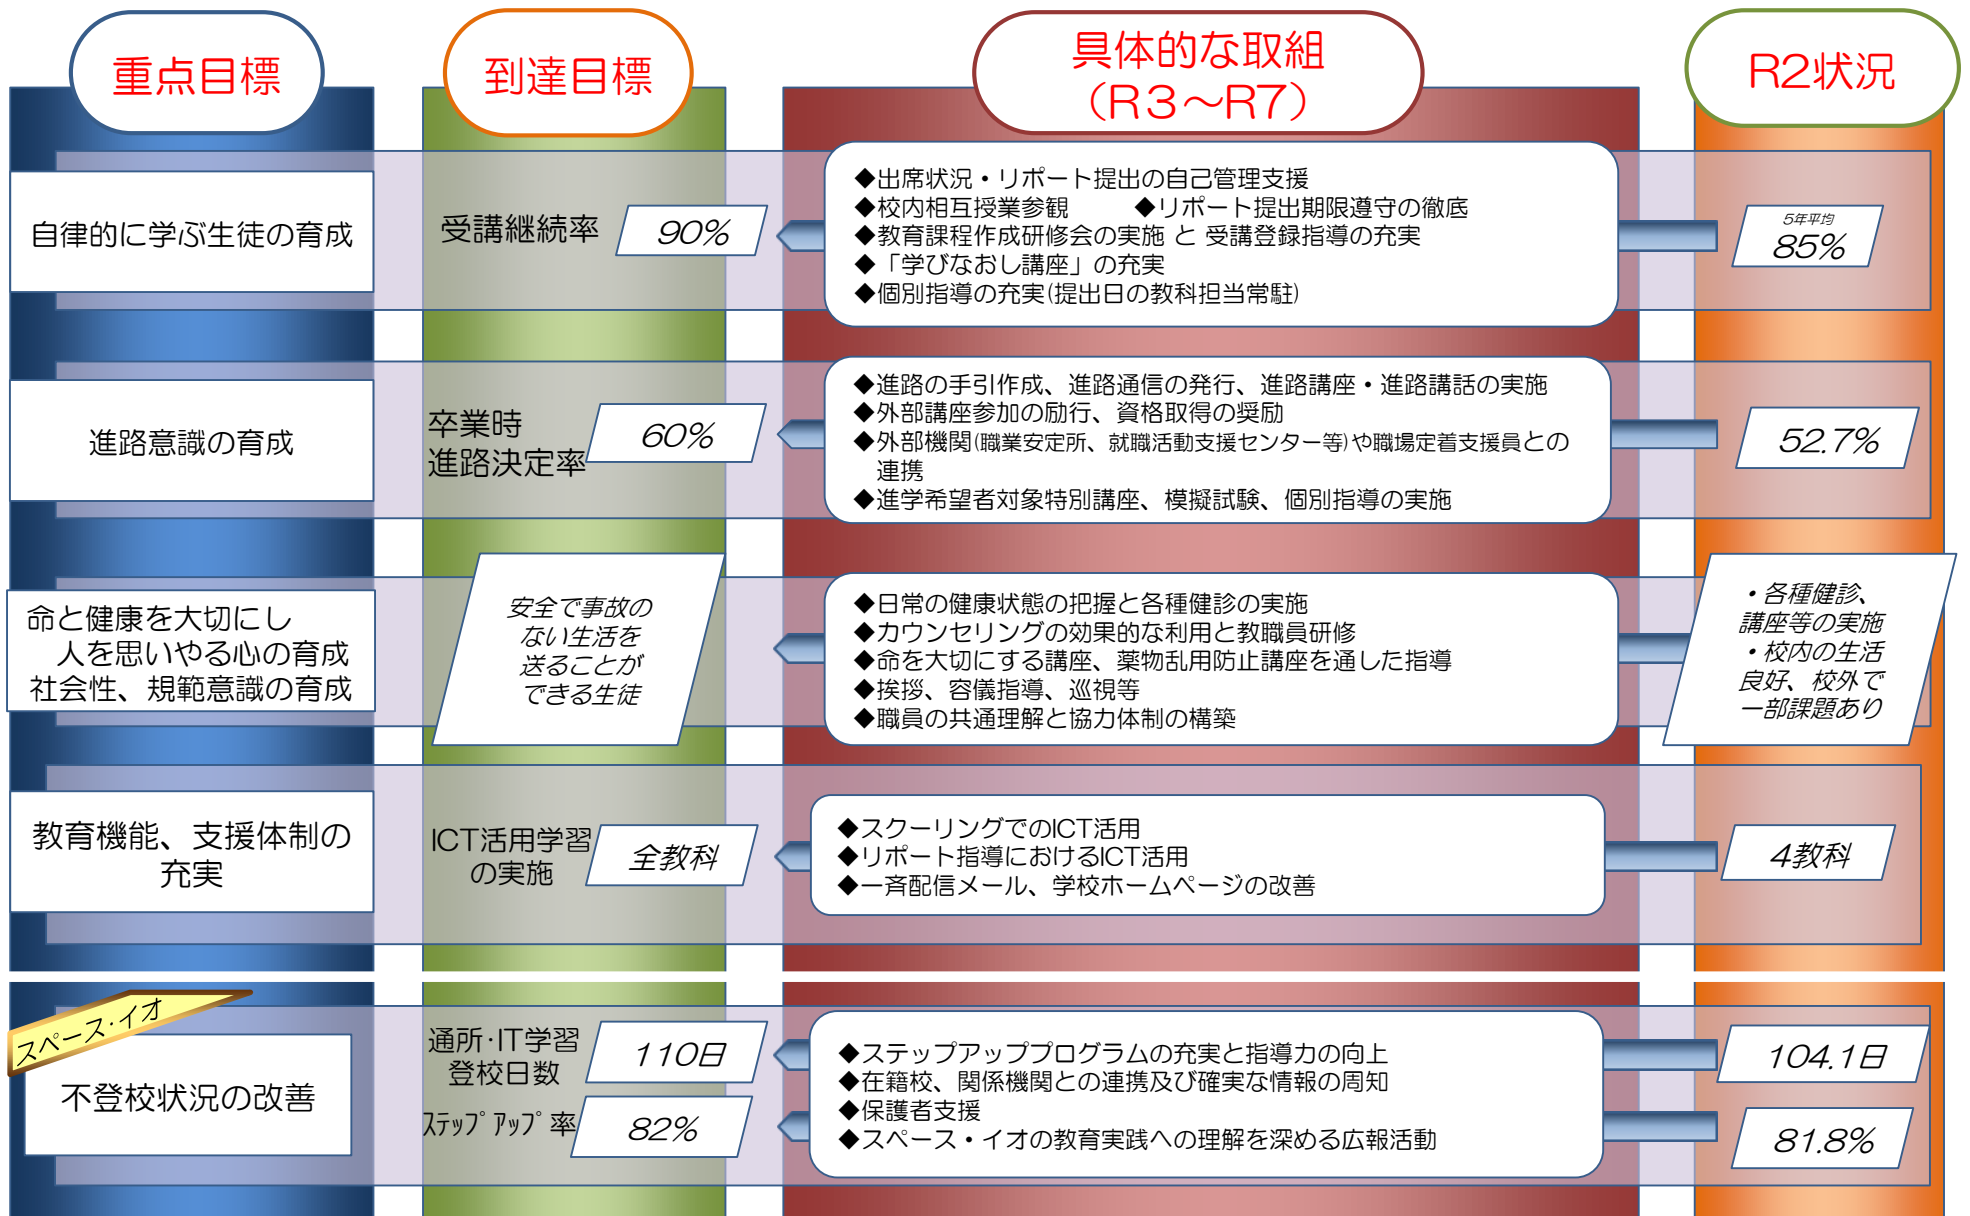 重点目標
到達目標
具体的な取組
（R３～R7）
R2状況
自律的に学ぶ生徒の育成
受講継続率
90%
◆出席状況・リポート提出の自己管理支援
◆校内相互授業参観　　　◆リポート提出期限遵守の徹底
◆教育課程作成研修会の実施 と 受講登録指導の充実
◆「学びなおし講座」の充実
◆個別指導の充実(提出日の教科担当常駐)
5年平均
85%
進路意識の育成
卒業時
進路決定率
60%
◆進路の手引作成、進路通信の発行、進路講座・進路講話の実施
◆外部講座参加の励行、資格取得の奨励
◆外部機関(職業安定所、就職活動支援センター等)や職場定着支援員との
連携
◆進学希望者対象特別講座、模擬試験、個別指導の実施
52.7%
命と健康を大切にし
人を思いやる心の育成
社会性、規範意識の育成
安全で事故の
ない生活を
送ることが
できる生徒
◆日常の健康状態の把握と各種健診の実施
◆カウンセリングの効果的な利用と教職員研修
◆命を大切にする講座、薬物乱用防止講座を通した指導
◆挨拶、容儀指導、巡視等
◆職員の共通理解と協力体制の構築
・各種健診、
講座等の実施
・校内の生活
良好、校外で
一部課題あり
教育機能、支援体制の
充実
ICT活用学習
の実施
全教科
◆スクーリングでのICT活用
◆リポート指導におけるICT活用
◆一斉配信メール、学校ホームページの改善
4教科
スペース・イオ
不登校状況の改善
通所･IT学習
登校日数
110日
ｽﾃｯﾌﾟｱｯﾌﾟ率
82%
◆ステップアッププログラムの充実と指導力の向上
◆在籍校、関係機関との連携及び確実な情報の周知
◆保護者支援
◆スペース・イオの教育実践への理解を深める広報活動
104.1日
81.8%